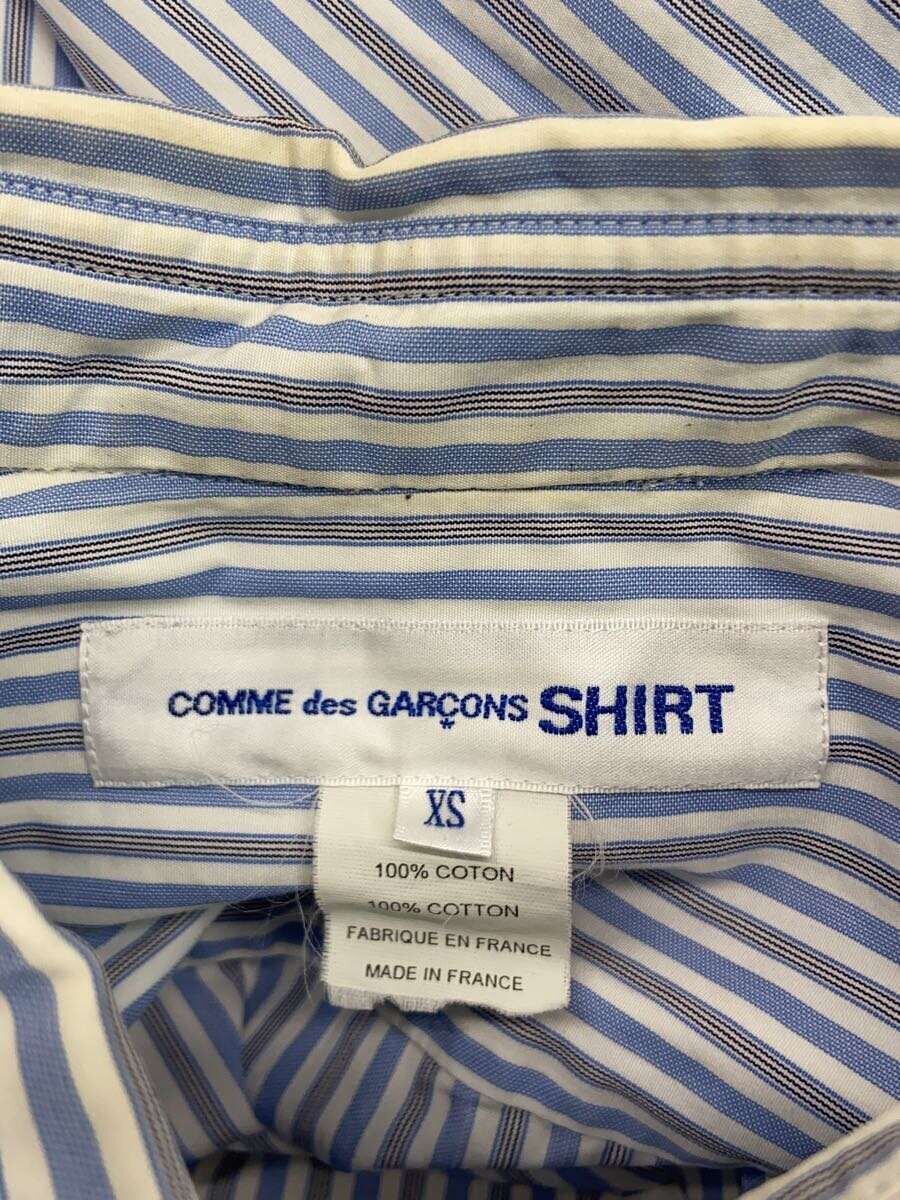 COMME des GARÇONS SHIRT
XS
100% COTON
100% COTTON
FABRIQUE EN FRANCE
MADE IN FRANCE